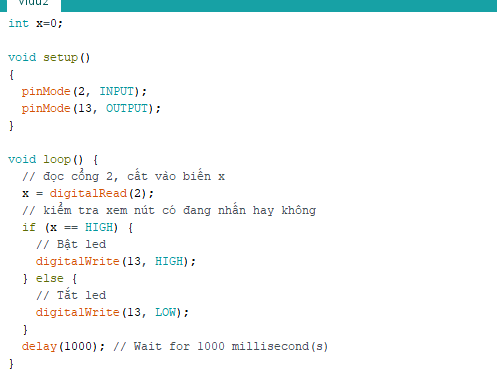 vidu2
int x=0;

void setup()
{
  pinMode(2, INPUT);
  pinMode(13, OUTPUT);
}

void loop() {
  // đọc cổng 2, cất vào biến x
  x = digitalRead(2);
  // kiểm tra xem nút có đang nhấn hay không
  if (x == HIGH) {
    // Bật led
    digitalWrite(13, HIGH);
  } else {
    // Tắt led
    digitalWrite(13, LOW);
  }
  delay(1000); // Wait for 1000 millisecond(s)
}